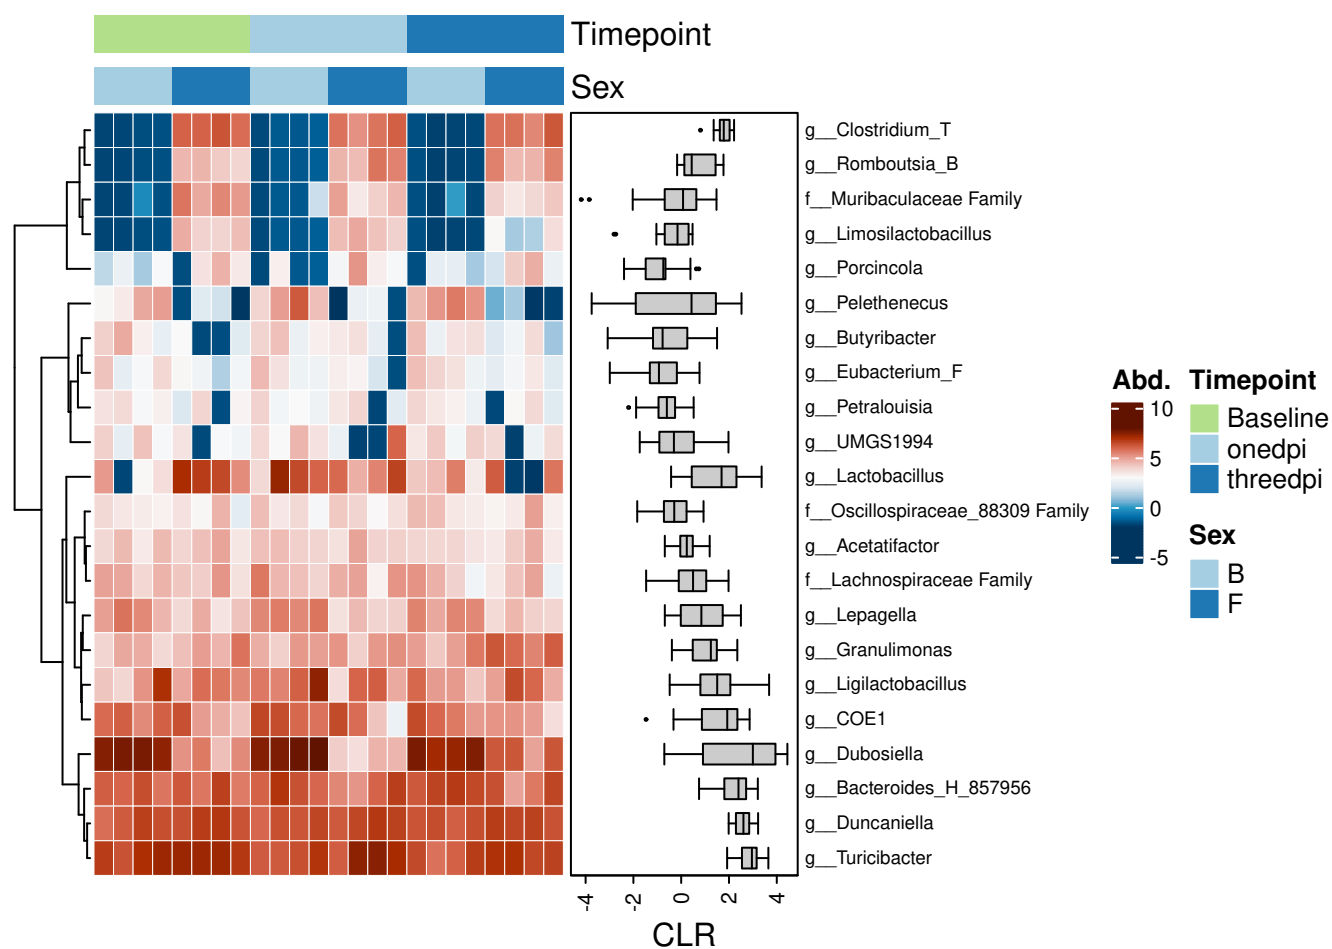 Timepoint
Sex
g__Clostridium_T
g__Romboutsia_B
f__Muribaculaceae Family
g__Limosilactobacillus
g__Porcincola
g__Pelethenecus
g__Butyribacter
g__Eubacterium_F
g__Petralouisia
g__UMGS1994
g__Lactobacillus
f__Oscillospiraceae_88309 Family
g__Acetatifactor
f__Lachnospiraceae Family
g__Lepagella
g__Granulimonas
g__Ligilactobacillus
g__COE1
g__Dubosiella
g__Bacteroides_H_857956
g__Duncaniella
g__Turicibacter
-4 -2 0 2 4
CLR
Abd.
10
5
0
-5
Timepoint
Baseline
onedpi
threedpi
Sex
B
F